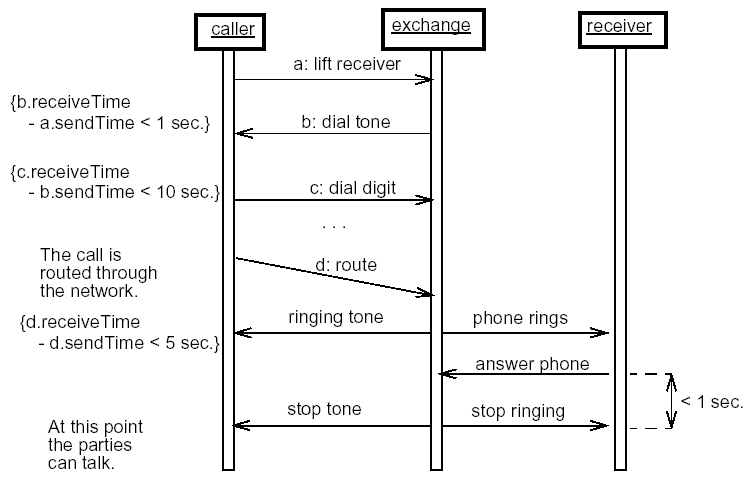 caller
exchange
receiver
a: lift receiver
{b.receiveTime
- a.sendTime < 1 sec.}
b: dial tone
{c.receiveTime
- b.sendTime < 10 sec.}
c: dial digit
. . .
The call is
routed through
the network.
d: route
{d.receiveTime
- d.sendTime < 5 sec.}
ringing tone
phone rings
answer phone
< 1 sec.
stop tone
stop ringing
At this point
the parties
can talk.